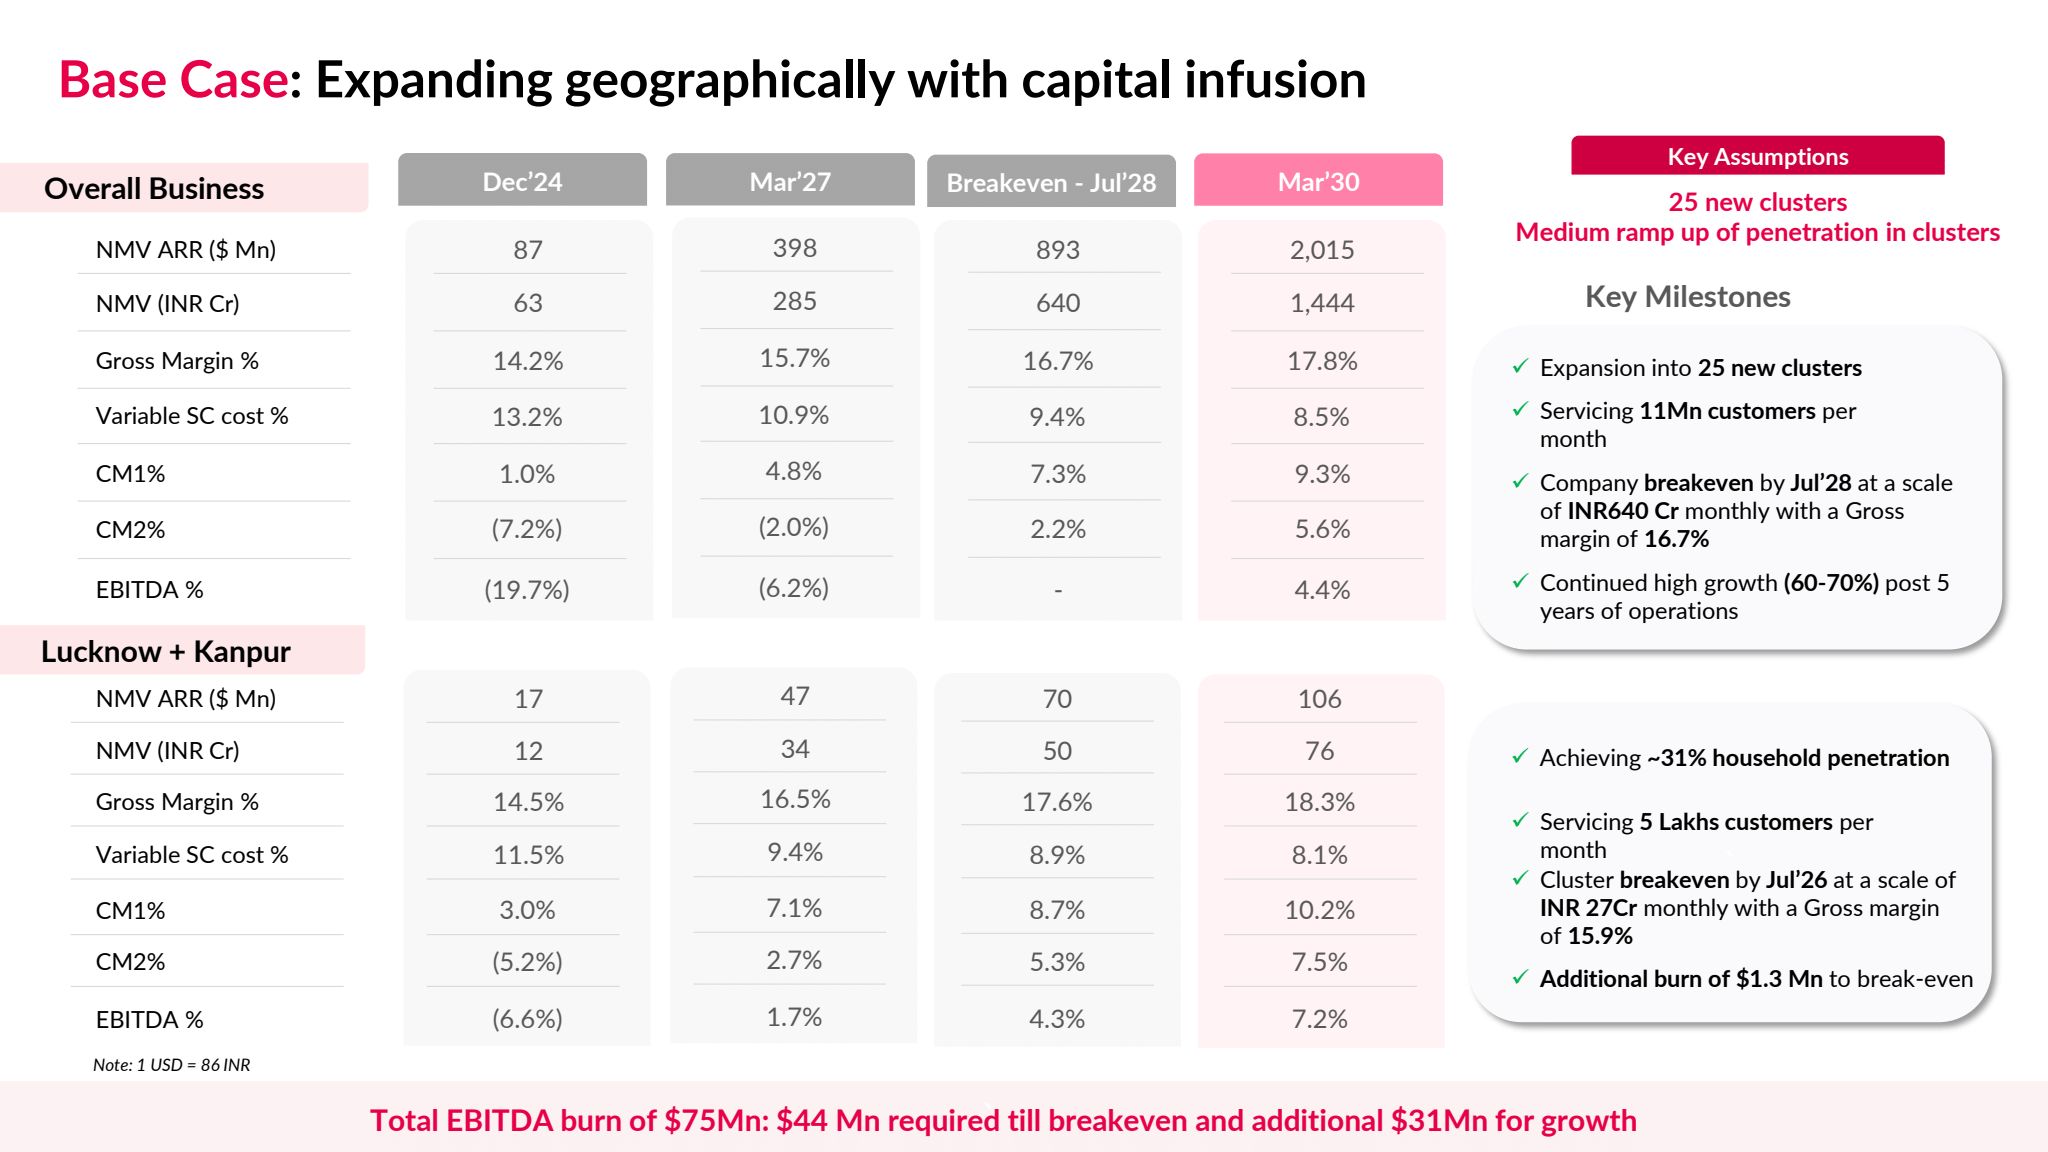 Base Case: Expanding geographically with capital infusion
Overall Business
Dec’24 Mar’27 Breakeven - Jul’28 Mar’30
NMV ARR ($ Mn) 87 398 893 2,015
NMV (INR Cr) 63 285 640 1,444
Gross Margin % 14.2% 15.7% 16.7% 17.8%
Variable SC cost % 13.2% 10.9% 9.4% 8.5%
CM1% 1.0% 4.8% 7.3% 9.3%
CM2% (7.2%) (2.0%) 2.2% 5.6%
EBITDA % (19.7%) (6.2%) - 4.4%
Lucknow + Kanpur
NMV ARR ($ Mn) 17 47 70 106
NMV (INR Cr) 12 34 50 76
Gross Margin % 14.5% 16.5% 17.6% 18.3%
Variable SC cost % 11.5% 9.4% 8.9% 8.1%
CM1% 3.0% 7.1% 8.7% 10.2%
CM2% (5.2%) 2.7% 5.3% 7.5%
EBITDA % (6.6%) 1.7% 4.3% 7.2%
Note: 1 USD = 86 INR
Key Assumptions
25 new clusters
Medium ramp up of penetration in clusters
Key Milestones
✓ Expansion into 25 new clusters
✓ Servicing 11Mn customers per
month
✓ Company breakeven by Jul’28 at a scale
of INR640 Cr monthly with a Gross
margin of 16.7%
✓ Continued high growth (60-70%) post 5
years of operations
✓ Achieving ~31% household penetration
✓ Servicing 5 Lakhs customers per
month
✓ Cluster breakeven by Jul’26 at a scale of
INR 27Cr monthly with a Gross margin
of 15.9%
✓ Additional burn of $1.3 Mn to break-even
Total EBITDA burn of $75Mn: $44 Mn required till breakeven and additional $31Mn for growth